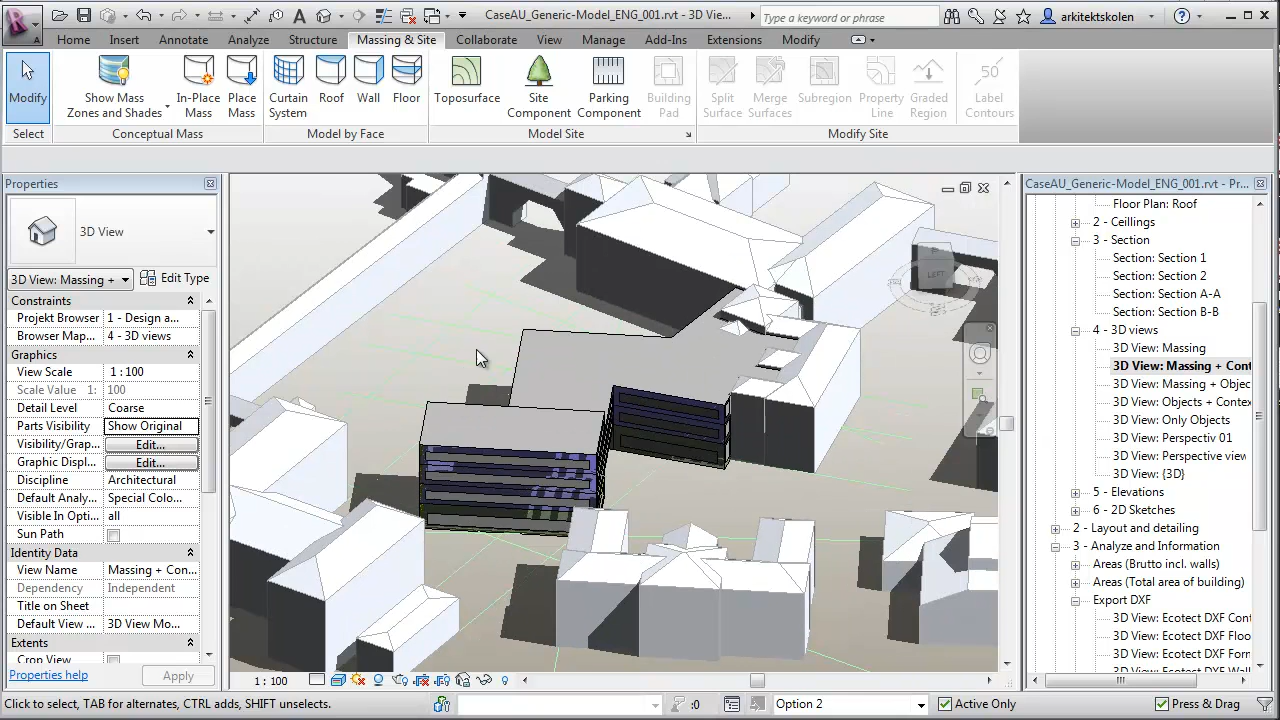 CaseAU_Generic-Model_ENG_001.rvt - 3D Vie...
Type a keyword or phrase
arkitektskolen
Home Insert Annotate Analyze Structure Massing & Site Collaborate View Manage Add-Ins Extensions Modify
Modify
Show Mass
Zones and Shades
In-Place
Mass
Place
Mass
Curtain
System
Roof
Wall
Floor
Toposurface
Site
Component
Parking
Component
Building
Pad
Split
Surface
Merge
Surfaces
Subregion
Property
Line
Graded
Region
50
Label
Contours
Select
Conceptual Mass
Model by Face
Model Site
Modify Site
Properties
3D View
3D View: Massing +
Edit Type
Constraints
Projekt Browser 1 - Design a...
Browser Map... 4 - 3D views
Graphics
View Scale 1 : 100
Scale Value 1: 100
Detail Level Coarse
Parts Visibility Show Original
Visibility/Grap... Edit...
Graphic Displ... Edit...
Discipline Architectural
Default Analy... Special Colo...
Visible In Opti... all
Sun Path
Identity Data
View Name Massing + Con...
Dependency Independent
Title on Sheet
Default View ... 3D View Mo...
Extents
Crop View
Properties help
Apply
LEFT
1 : 100
CaseAU_Generic-Model_ENG_001.rvt - Pr...
Floor Plan: Roof
2 - Ceillings
3 - Section
Section: Section 1
Section: Section 2
Section: Section A-A
Section: Section B-B
4 - 3D views
3D View: Massing
3D View: Massing + Cont
3D View: Massing + Objec
3D View: Objects + Contex
3D View: Only Objects
3D View: Perspectiv 01
3D View: Perspective view
3D View: {3D}
5 - Elevations
6 - 2D Sketches
2 - Layout and detailing
3 - Analyze and Information
Areas (Brutto incl. walls)
Areas (Total area of building)
Export DXF
3D View: Ecotect DXF Cont
3D View: Ecotect DXF Floo
3D View: Ecotect DXF Forn
3D View: Ecotect DXF Wall
Click to select, TAB for alternates, CTRL adds, SHIFT unselects.
:0
Option 2
Active Only
Press & Drag